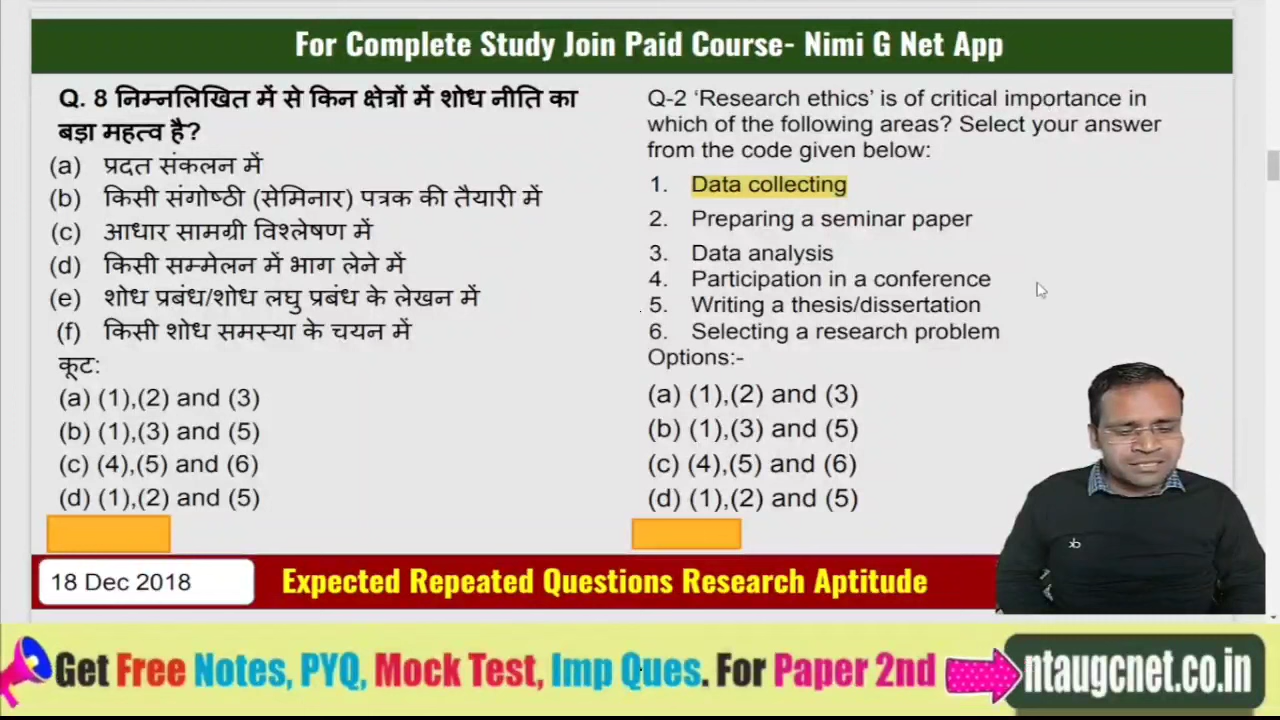 For Complete Study Join Paid Course- Nimi G Net App
Q. 8 निम्नलिखित में से किन क्षेत्रों में शोध नीति का
बड़ा महत्व है?
(a) प्रदत संकलन में
(b) किसी संगोष्ठी (सेमिनार) पत्रक की तैयारी में
(c) आधार सामग्री विश्लेषण में
(d) किसी सम्मेलन में भाग लेने में
(e) शोध प्रबंध/शोध लघु प्रबंध के लेखन में
(f) किसी शोध समस्या के चयन में
कूट:
(a) (1),(2) and (3)
(b) (1),(3) and (5)
(c) (4),(5) and (6)
(d) (1),(2) and (5)
Q-2 ‘Research ethics’ is of critical importance in
which of the following areas? Select your answer
from the code given below:
1. Data collecting
2. Preparing a seminar paper
3. Data analysis
4. Participation in a conference
5. Writing a thesis/dissertation
6. Selecting a research problem
Options:-
(a) (1),(2) and (3)
(b) (1),(3) and (5)
(c) (4),(5) and (6)
(d) (1),(2) and (5)
18 Dec 2018
Expected Repeated Questions Research Aptitude
Get Free Notes, PYQ, Mock Test, Imp Ques. For Paper 2nd
ntaugcnet.co.in